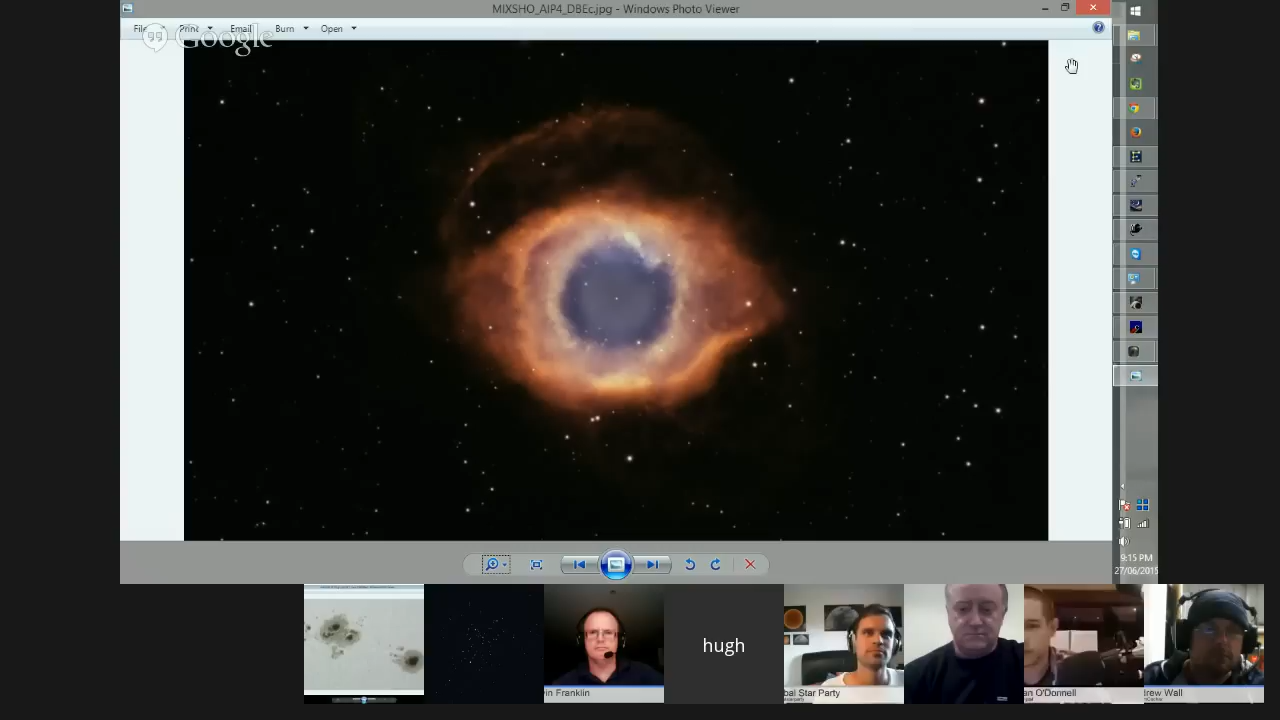 MIXSHO_AIP4_DBEc.jpg - Windows Photo Viewer
File Print Email Burn Open
Google
9:15 PM
27/06/2015
hugh
in Franklin
bal Star Party
an O'Donnell
rew Wall